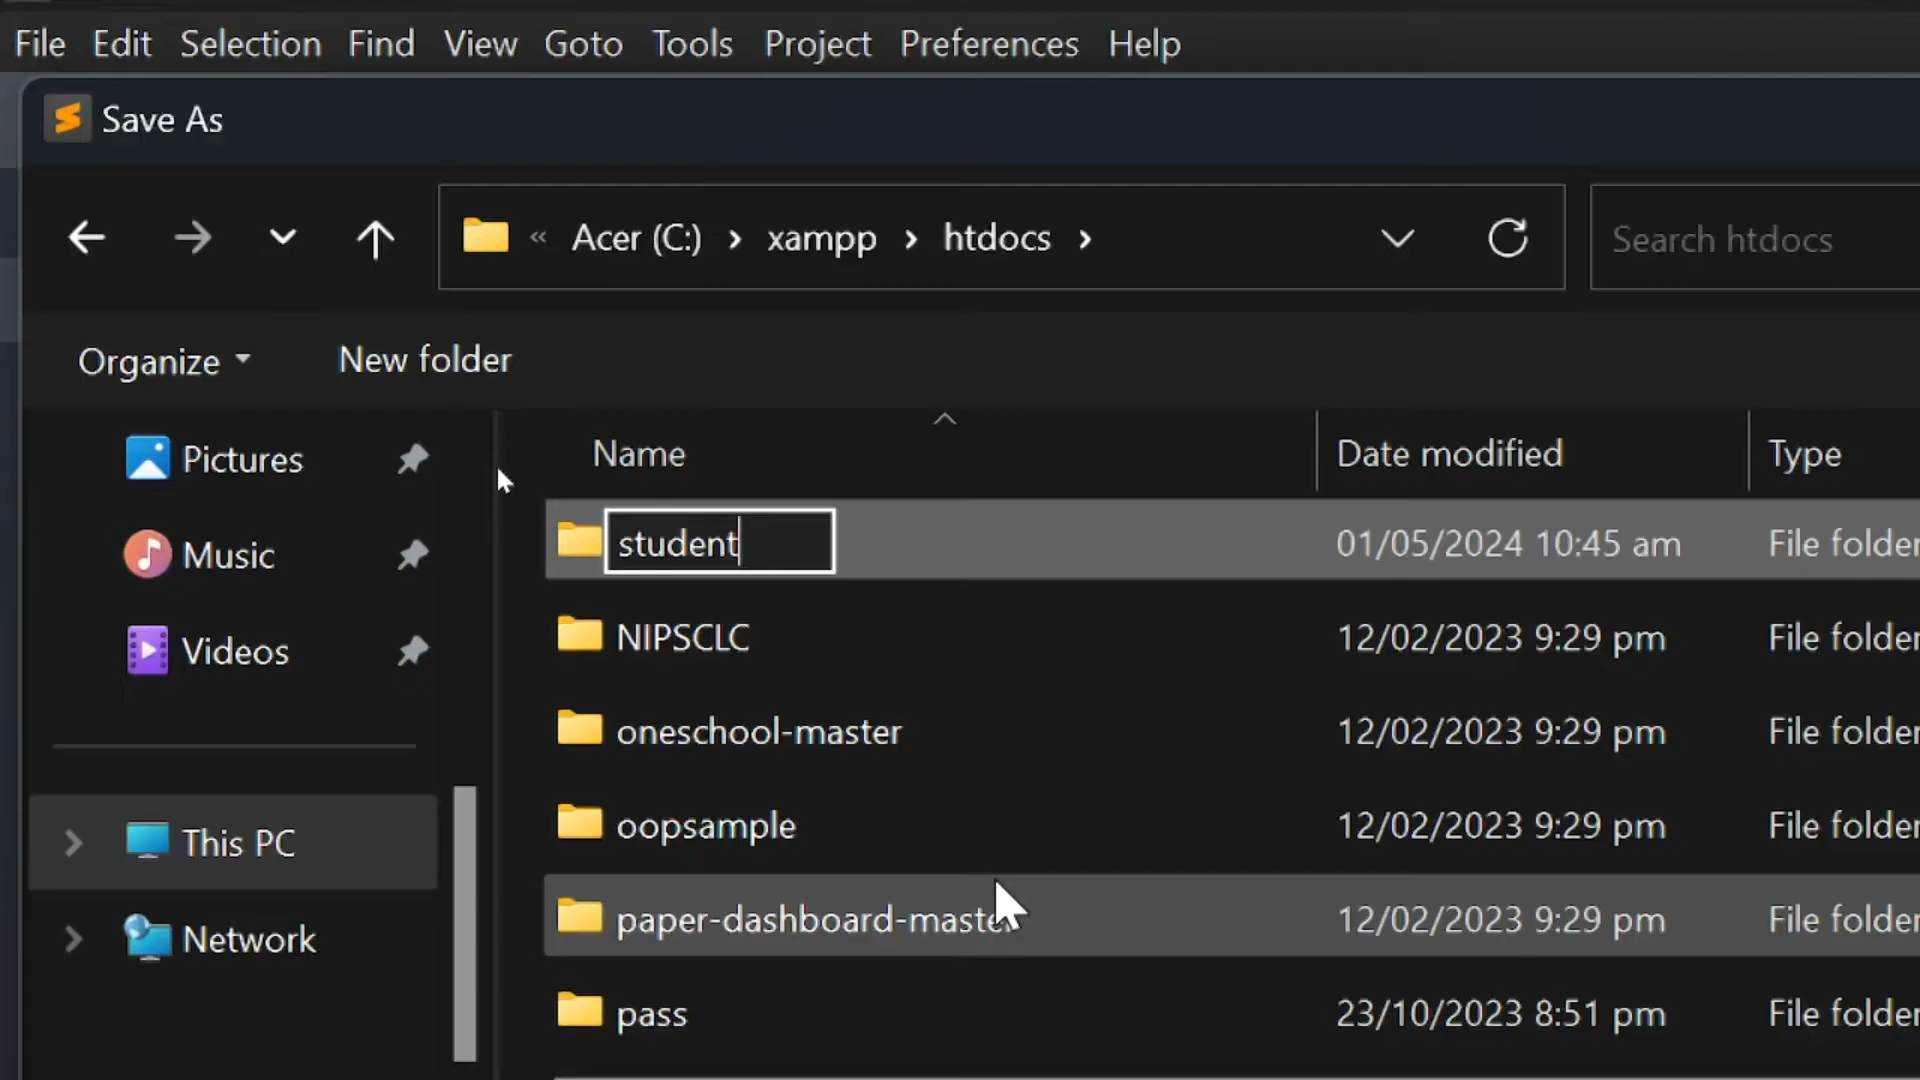 File Edit Selection Find View Goto Tools Project Preferences Help
Save As
« Acer (C:) › xampp › htdocs › Search htdocs
Organize New folder
Name Date modified Type
Pictures
Music
Videos
This PC
Network
student 01/05/2024 10:45 am File folder
NIPSCLC 12/02/2023 9:29 pm File folder
oneschool-master 12/02/2023 9:29 pm File folder
oopsample 12/02/2023 9:29 pm File folder
paper-dashboard-master 12/02/2023 9:29 pm File folder
pass 23/10/2023 8:51 pm File folder